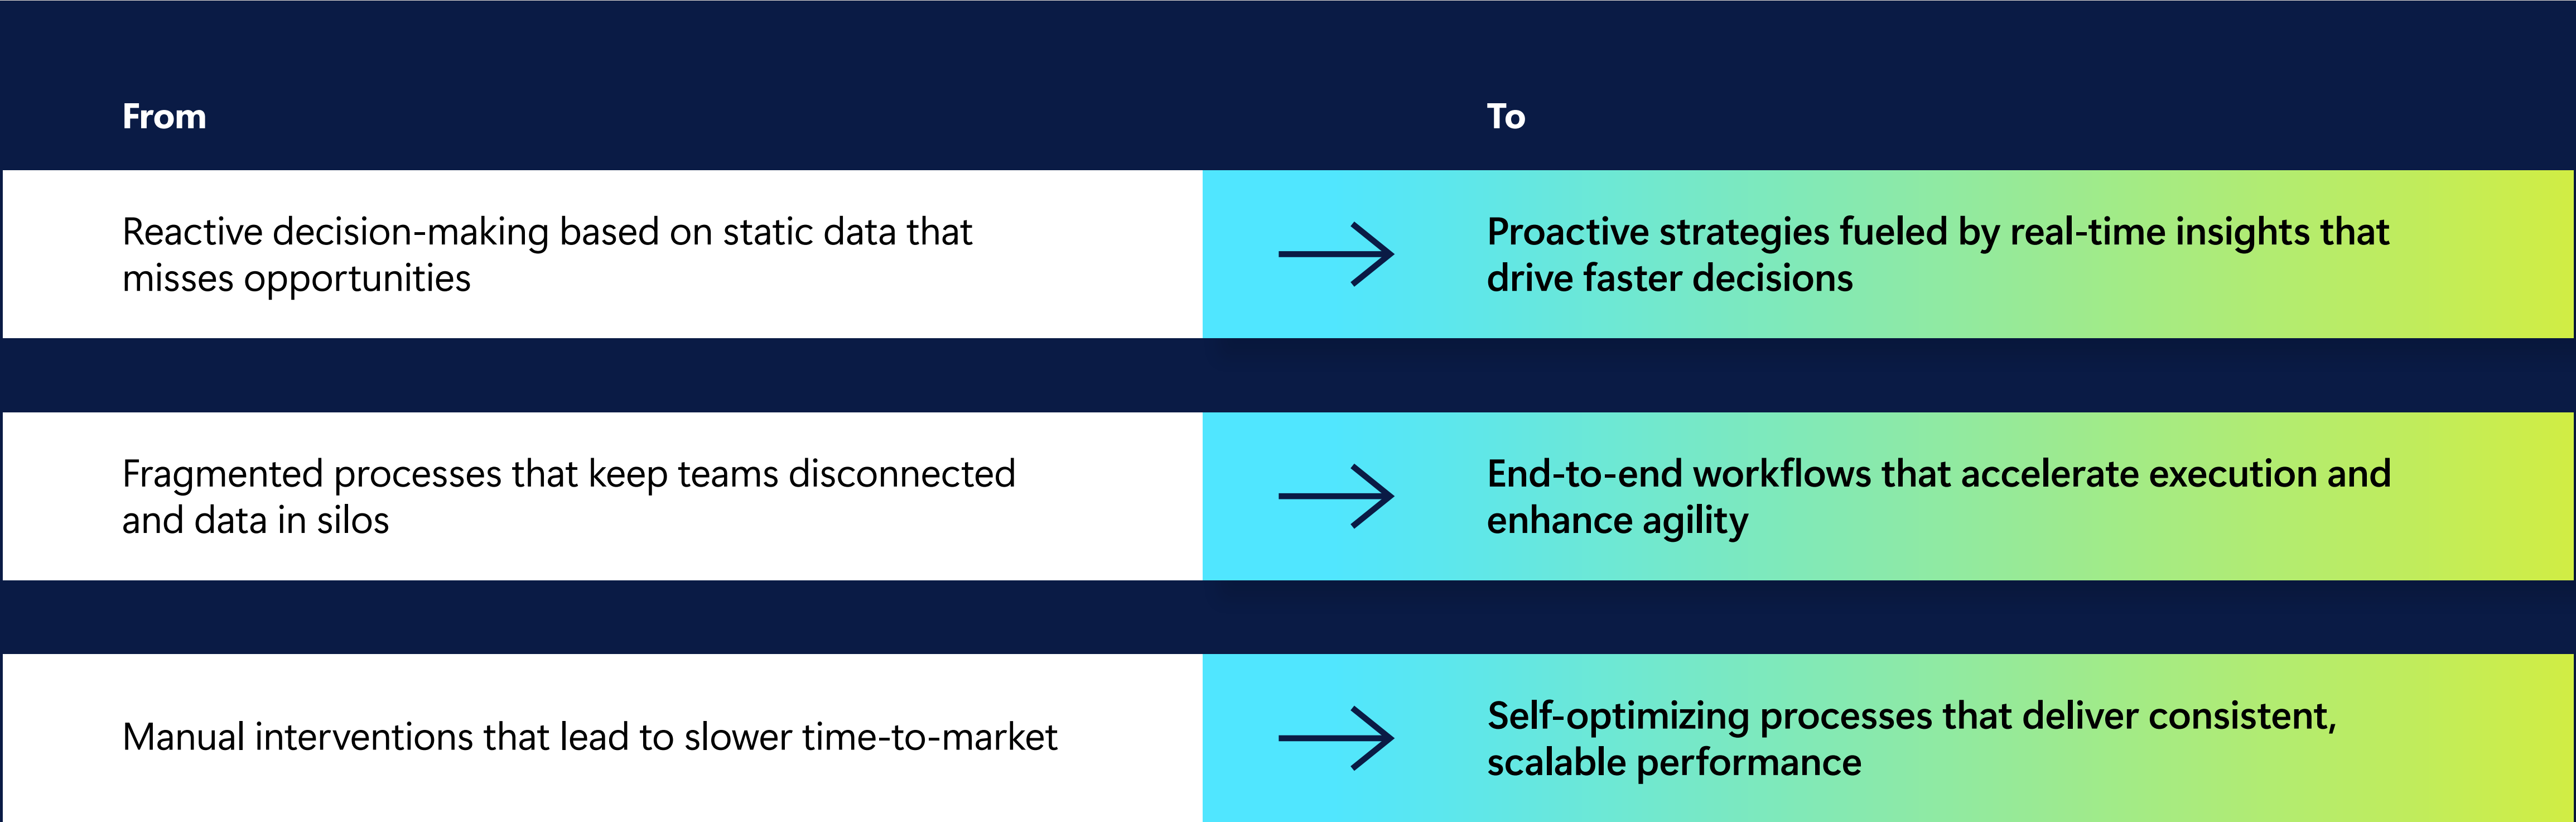 From
To
Reactive decision-making based on static data that
misses opportunities
Proactive strategies fueled by real-time insights that
drive faster decisions
Fragmented processes that keep teams disconnected
and data in silos
End-to-end workflows that accelerate execution and
enhance agility
Manual interventions that lead to slower time-to-market
Self-optimizing processes that deliver consistent,
scalable performance